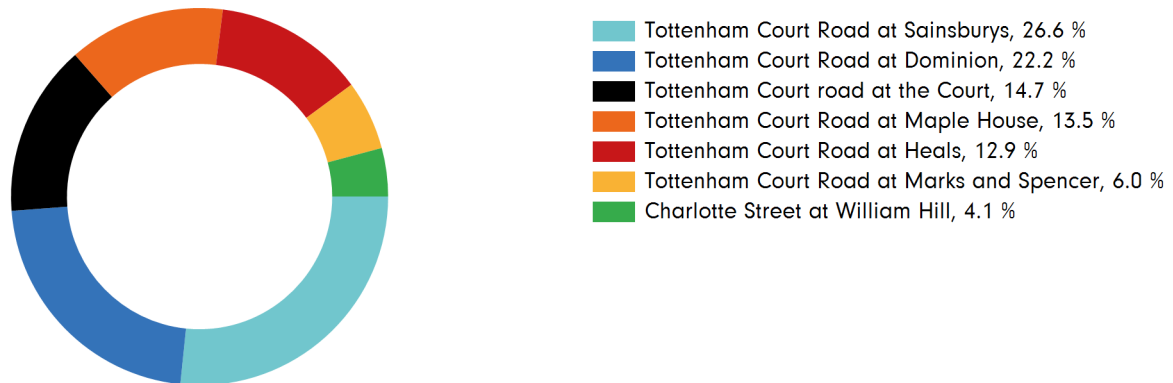 Tottenham Court Road at Sainsburys, 26.6 %
Tottenham Court Road at Dominion, 22.2 %
Tottenham Court road at the Court, 14.7 %
Tottenham Court Road at Maple House, 13.5 %
Tottenham Court Road at Heals, 12.9 %
Tottenham Court Road at Marks and Spencer, 6.0 %
Charlotte Street at William Hill, 4.1 %